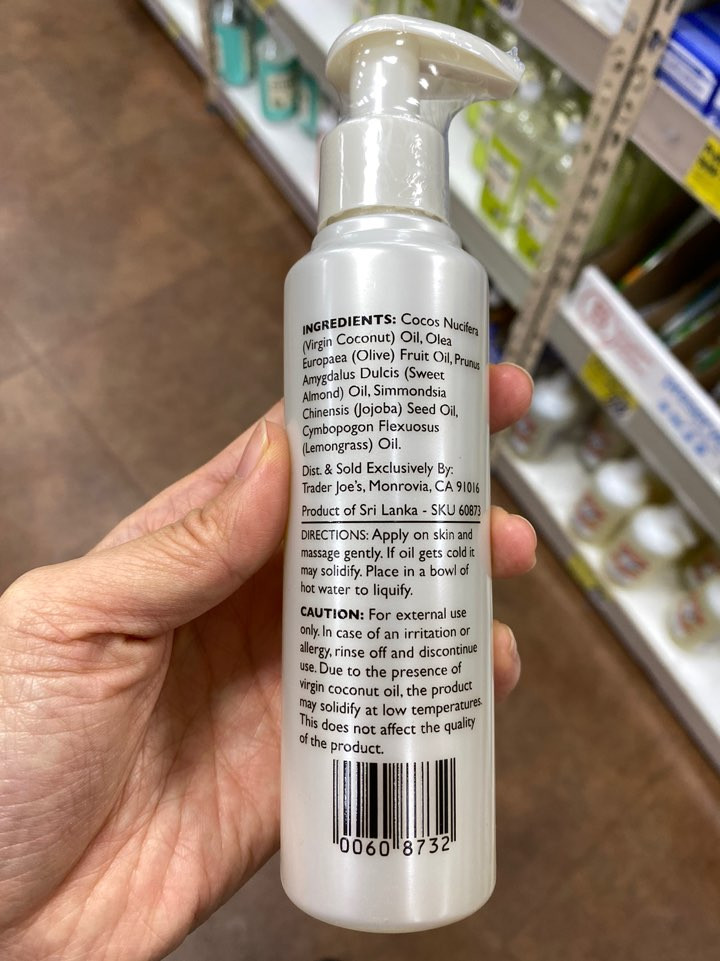 INGREDIENTS: Cocos Nucifera
(Virgin Coconut) Oil, Olea
Europaea (Olive) Fruit Oil, Prunus
Amygdalus Dulcis (Sweet
Almond) Oil, Simmondsia
Chinensis (Jojoba) Seed Oil,
Cymbopogon Flexuosus
(Lemongrass) Oil.
Dist. & Sold Exclusively By:
Trader Joe's, Monrovia, CA 91016
Product of Sri Lanka - SKU 60873
DIRECTIONS: Apply on skin and
massage gently. If oil gets cold it
may solidify. Place in a bowl of
hot water to liquify.
CAUTION: For external use
only. In case of an irritation or
allergy, rinse off and discontinue
use. Due to the presence of
virgin coconut oil, the product
may solidify at low temperatures.
This does not affect the quality
of the product.
0060 8732